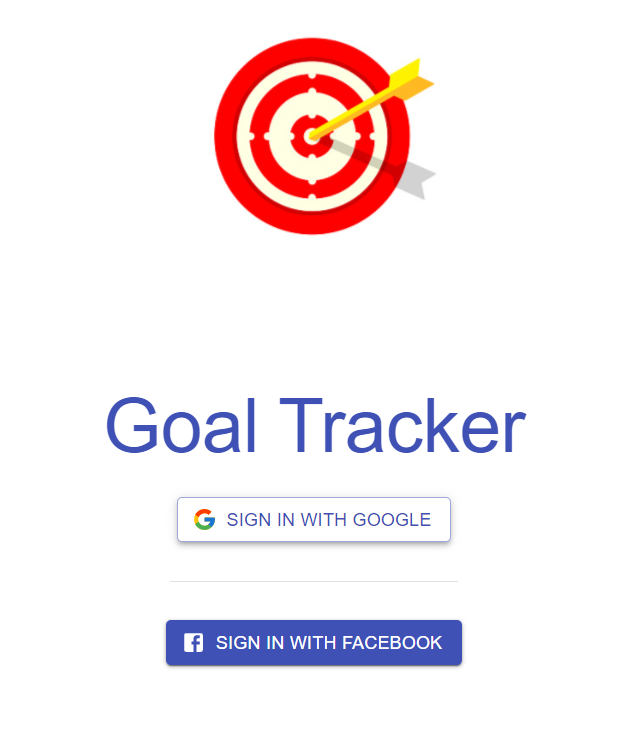 Goal Tracker
SIGN IN WITH GOOGLE
SIGN IN WITH FACEBOOK